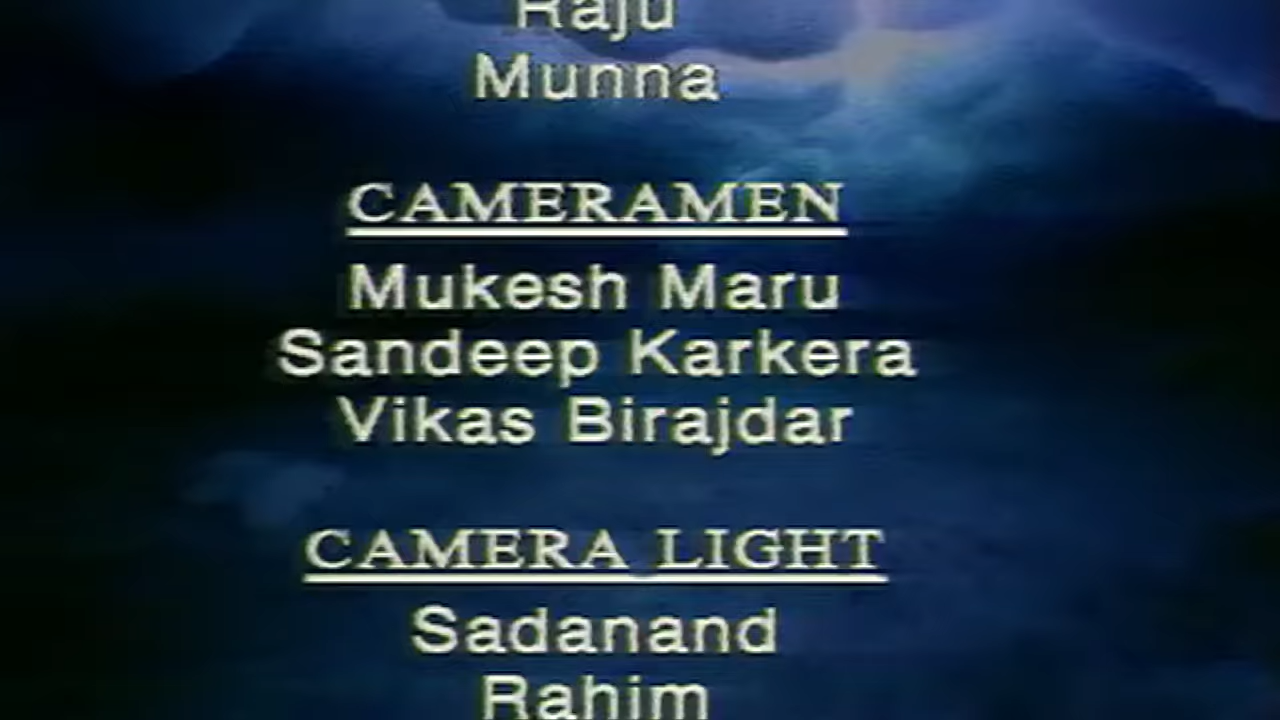 Raju
Munna
CAMERAMEN
Mukesh Maru
Sandeep Karkera
Vikas Birajdar
CAMERA LIGHT
Sadanand
Rahim